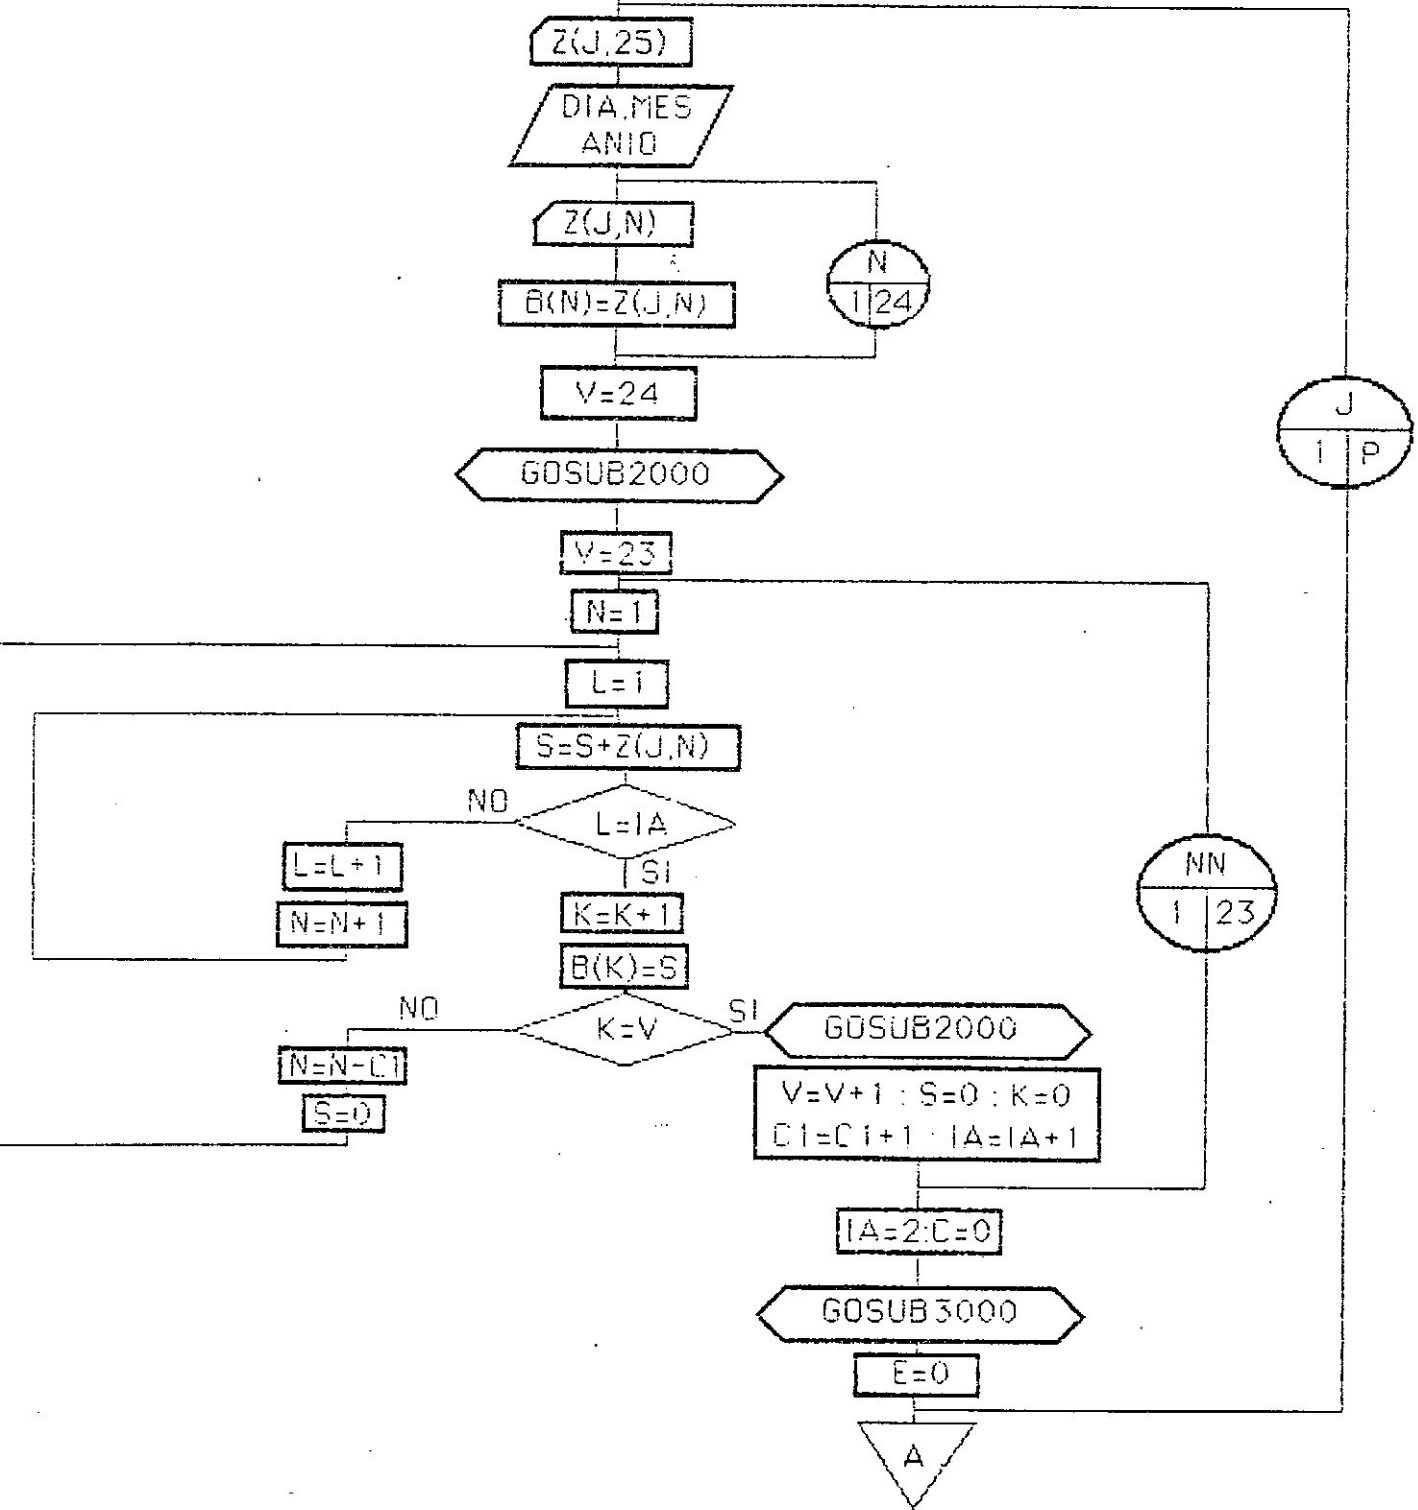 Z(J,25)
DIA,MES
ANIO
Z(J,N)
N
1 24
B(N)=Z(J,N)
V=24
J
1 P
GOSUB2000
V=23
N=1
L=1
S=S+Z(J,N)
NO
L=IA
SI
L=L+1
NN
1 23
K=K+1
N=N+1
B(K)=S
NO
K=V
SI
GOSUB2000
N=N-C1
S=0
V=V+1 : S=0 : K=0
C1=C1+1 : IA=IA+1
IA=2:C=0
GOSUB3000
E=0
A